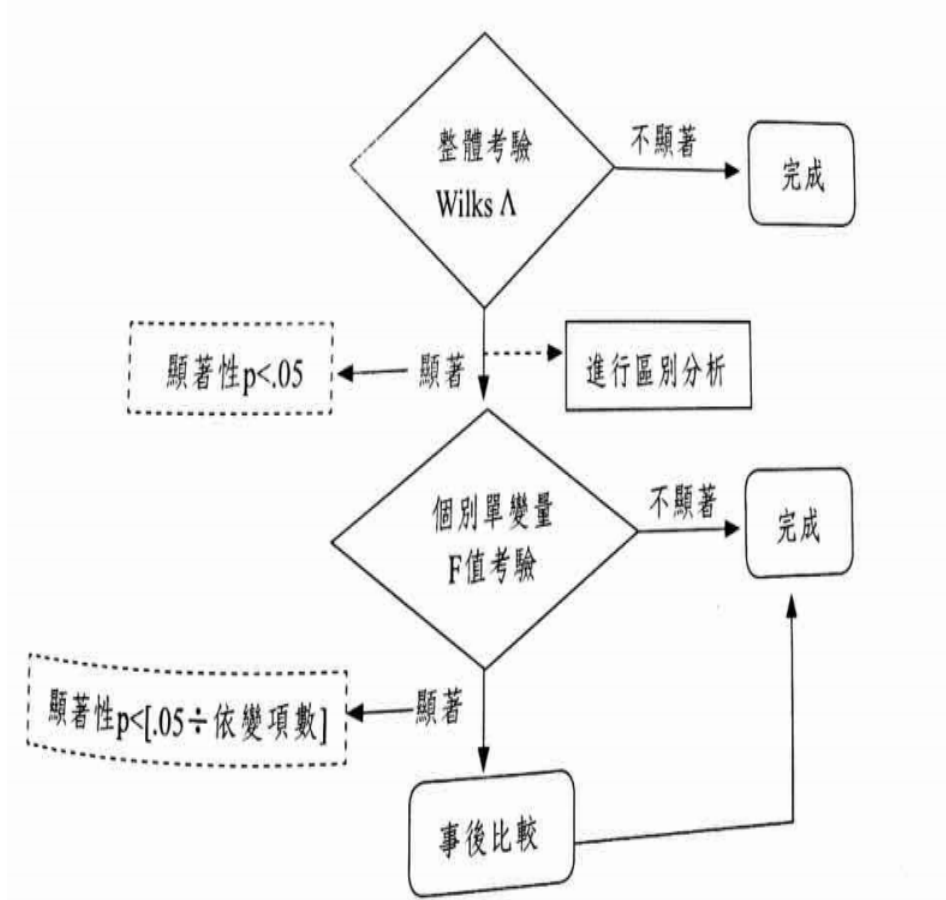 整體考驗
Wilks Λ
不顯著
完成
顯著性p<.05
顯著
進行區別分析
個別單變量
F值考驗
不顯著
完成
顯著性p<[.05÷依變項數]
顯著
事後比較